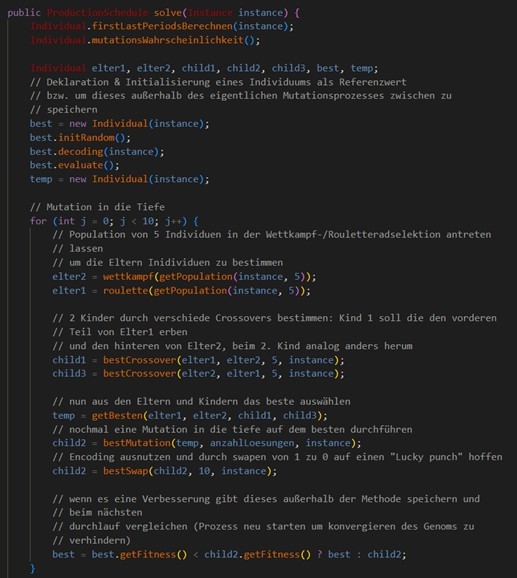 public ProductionSchedule solve(Instance instance) {
Individual.firstLastPeriodsBerechnen(instance);
Individual.mutationsWahrscheinlichkeit();
Individual elter1, elter2, child1, child2, child3, best, temp;
// Deklaration & Initialisierung eines Individuums als Referenzwert
// bzw. um dieses außerhalb des eigentlichen Mutationsprozesses zwischen zu
// speichern
best = new Individual(instance);
best.initRandom();
best.decoding(instance);
best.evaluate();
temp = new Individual(instance);
// Mutation in die Tiefe
for (int j = 0; j < 10; j++) {
// Population von 5 Individuen in der Wettkampf-/Rouletteradselektion antreten
// lassen
// um die Eltern Inidividuen zu bestimmen
elter2 = wettkampf(getPopulation(instance, 5));
elter1 = roulette(getPopulation(instance, 5));
// 2 Kinder durch verschiede Crossovers bestimmen: Kind 1 soll die den vorderen
// Teil von Elter1 erben
// und den hinteren von Elter2, beim 2. Kind analog anders herum
child1 = bestCrossover(elter1, elter2, 5, instance);
child3 = bestCrossover(elter2, elter1, 5, instance);
// nun aus den Eltern und Kindern das beste auswählen
temp = getBesten(elter1, elter2, child1, child3);
// nochmal eine Mutation in die tiefe auf dem besten durchführen
child2 = bestMutation(temp, anzahlLoesungen, instance);
// Encoding ausnutzen und durch swapen von 1 zu 0 auf einen "Lucky punch" hoffen
child2 = bestSwap(child2, 10, instance);
// wenn es eine Verbesserung gibt dieses außerhalb der Methode speichern und
// beim nächsten
// durchlauf vergleichen (Prozess neu starten um konvergieren des Genoms zu
// verhindern)
best = best.getFitness() < child2.getFitness() ? best : child2;
}